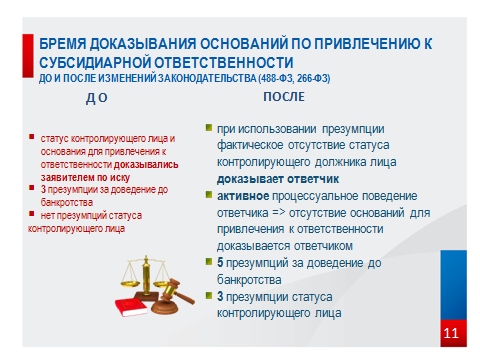 БРЕМЯ ДОКАЗЫВАНИЯ ОСНОВАНИЙ ПО ПРИВЛЕЧЕНИЮ К
СУБСИДИАРНОЙ ОТВЕТСТВЕННОСТИ
ДО И ПОСЛЕ ИЗМЕНЕНИЙ ЗАКОНОДАТЕЛЬСТВА (488-ФЗ, 266-ФЗ)
ДО
статус контролирующего лица и
основания для привлечения к
ответственности доказывались
заявителем по иску
3 презумпции за доведение до
банкротства
нет презумпций статуса
контролирующего лица
ПОСЛЕ
при использовании презумпции
фактическое отсутствие статуса
контролирующего должника лица
доказывает ответчик
активное процессуальное поведение
ответчика => отсутствие оснований для
привлечения к ответственности
доказывается ответчиком
5 презумпций за доведение до
банкротства
3 презумпции статуса
контролирующего лица
11